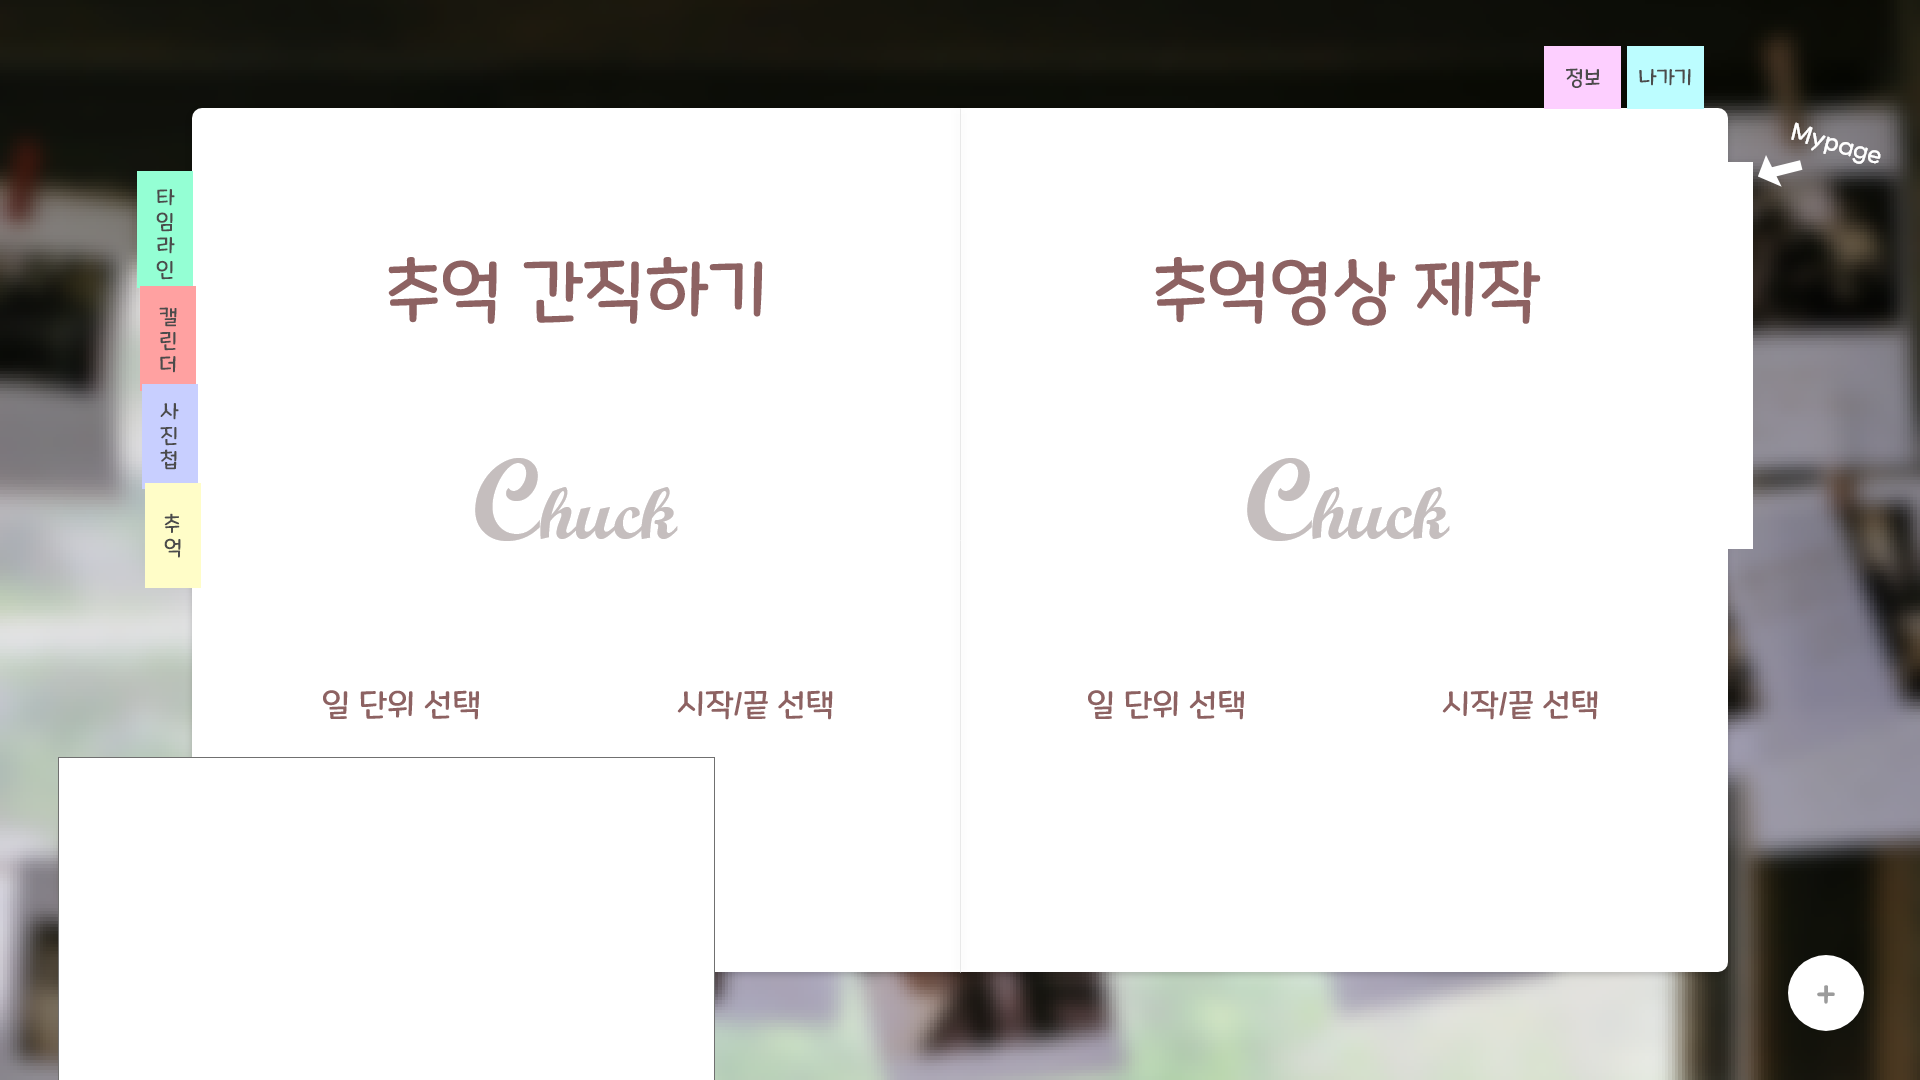 정보
나가기
Mypage
타임라인
캘린더
사진첩
추억
추억 간직하기
추억영상 제작
Chuck
Chuck
일 단위 선택
시작/끝 선택
일 단위 선택
시작/끝 선택
+